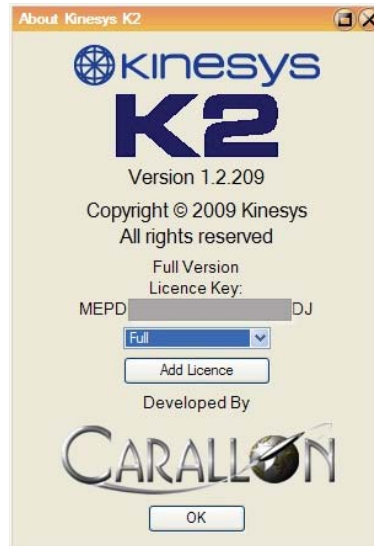 About Kinesys K2
kinesys
K2
Version 1.2.209
Copyright © 2009 Kinesys
All rights reserved
Full Version
Licence Key:
MEPD DJ
Full
Add Licence
Developed By
CARALLON
OK